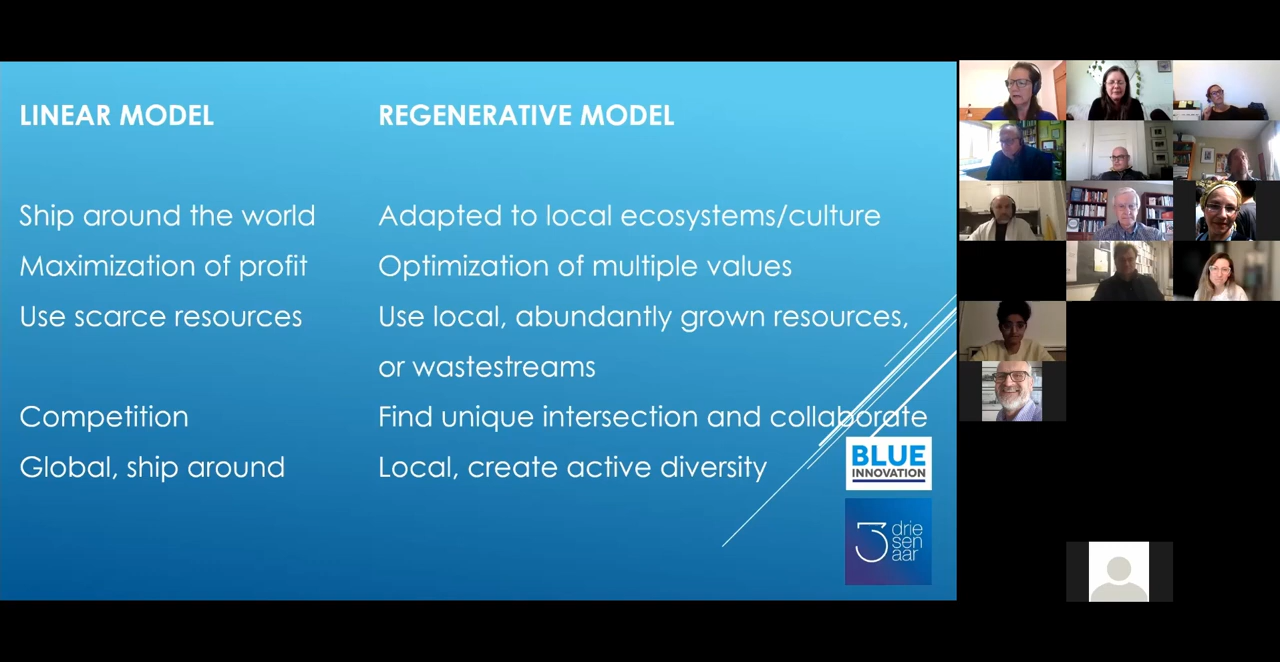 LINEAR MODEL
REGENERATIVE MODEL
Ship around the world
Adapted to local ecosystems/culture
Maximization of profit
Optimization of multiple values
Use scarce resources
Use local, abundantly grown resources,
or wastestreams
Competition
Find unique intersection and collaborate
Global, ship around
Local, create active diversity
BLUE
INNOVATION
3
drie
sen
aar